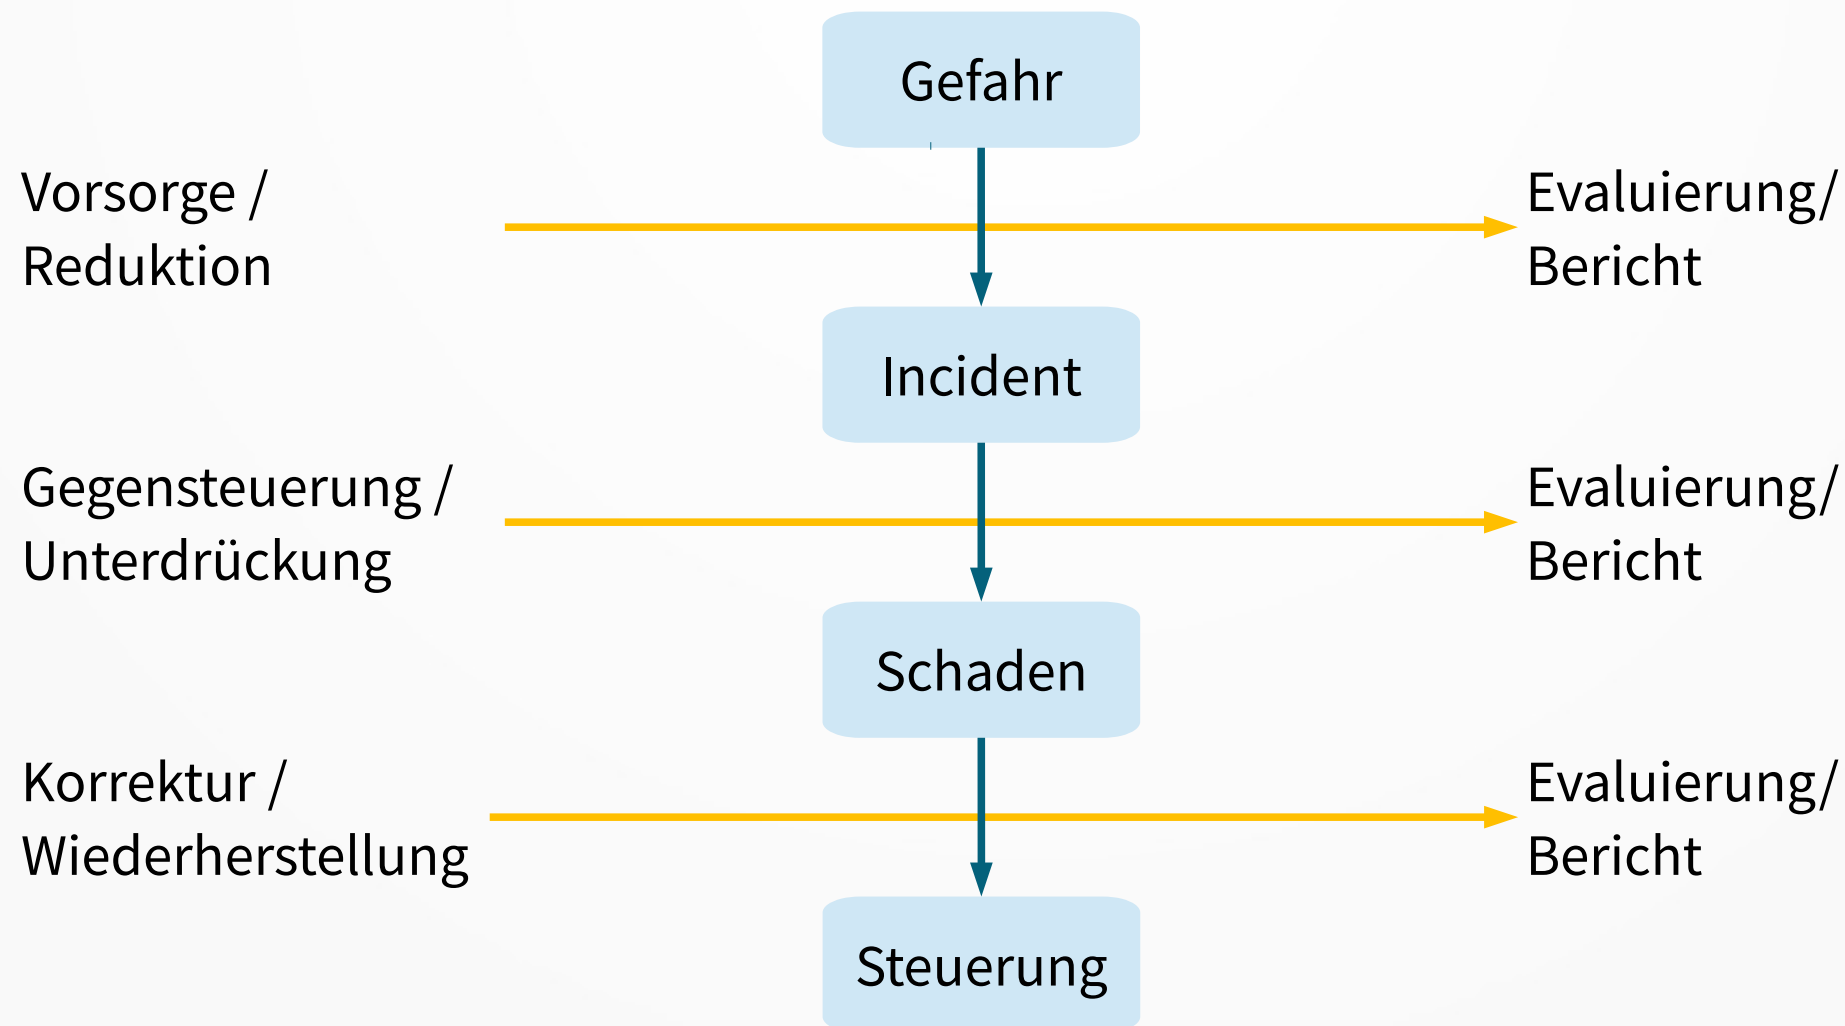 Gefahr
Vorsorge /
Reduktion
Evaluierung/
Bericht
Incident
Gegensteuerung /
Unterdrückung
Evaluierung/
Bericht
Schaden
Korrektur /
Wiederherstellung
Evaluierung/
Bericht
Steuerung